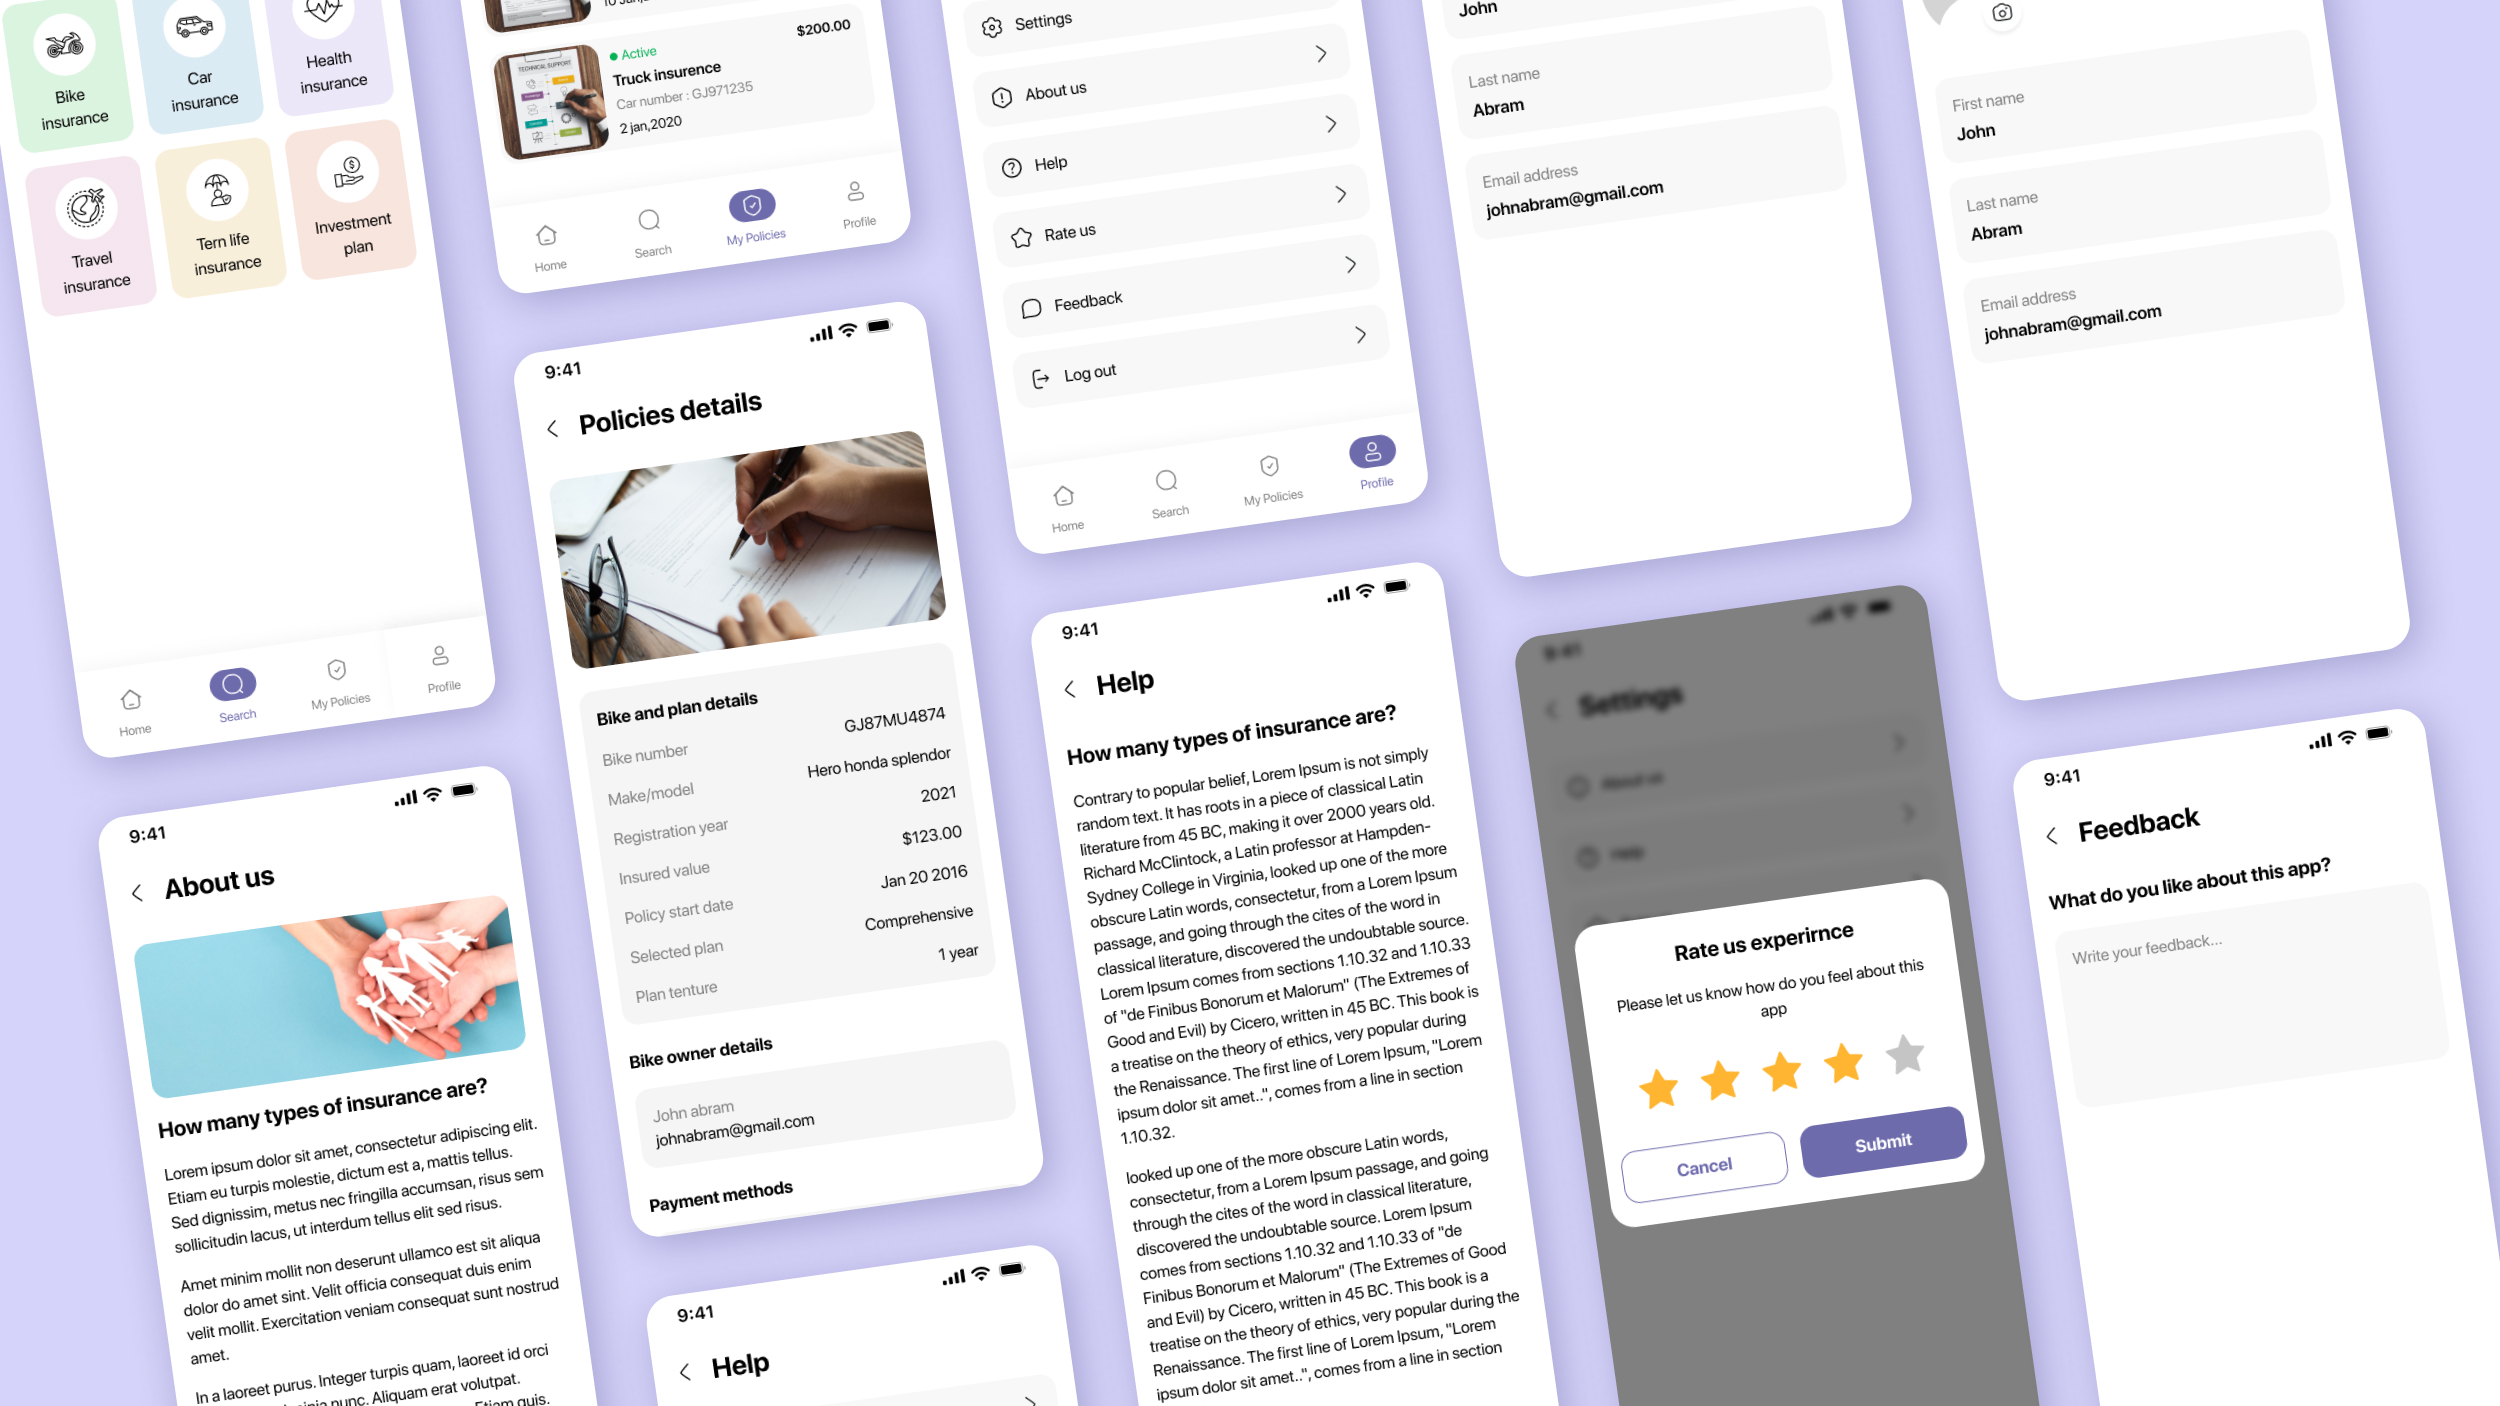 Bike
insurance
Car
insurance
Health
insurance
Travel
insurance
Tern life
insurance
Investment
plan
Home
Search
My Policies
Profile
9:41
About us
How many types of insurance are?
Lorem ipsum dolor sit amet, consectetur adipiscing elit.
Etiam eu turpis molestie, dictum est a, mattis tellus.
Sed dignissim, metus nec fringilla accumsan, risus sem
sollicitudin lacus, ut interdum tellus elit sed risus.
Amet minim mollit non deserunt ullamco est sit aliqua
dolor do amet sint. Velit officia consequat duis enim
velit mollit. Exercitation veniam consequat sunt nostrud
amet.
In a laoreet purus. Integer turpis quam, laoreet id orci
nunc. Aliquam erat volutpat.
Etiam quis.
Active
$200.00
TECHNICAL SUPPORT
Truck insurence
Car number : GJ971235
2 jan,2020
Home
Search
My Policies
Profile
9:41
Policies details
Bike and plan details
Bike number GJ87MU4874
Make/model Hero honda splendor
Registration year 2021
Insured value $123.00
Policy start date Jan 20 2016
Selected plan Comprehensive
Plan tenture 1 year
Bike owner details
John abram
johnabram@gmail.com
Payment methods
9:41
Help
Settings
About us
Help
Rate us
Feedback
Log out
Home
Search
My Policies
Profile
9:41
Help
How many types of insurance are?
Contrary to popular belief, Lorem Ipsum is not simply
random text. It has roots in a piece of classical Latin
literature from 45 BC, making it over 2000 years old.
Richard McClintock, a Latin professor at Hampden-
Sydney College in Virginia, looked up one of the more
obscure Latin words, consectetur, from a Lorem Ipsum
passage, and going through the cites of the word in
classical literature, discovered the undoubtable source.
Lorem Ipsum comes from sections 1.10.32 and 1.10.33
of "de Finibus Bonorum et Malorum" (The Extremes of
Good and Evil) by Cicero, written in 45 BC. This book is
a treatise on the theory of ethics, very popular during
the Renaissance. The first line of Lorem Ipsum, "Lorem
ipsum dolor sit amet..", comes from a line in section
1.10.32.
looked up one of the more obscure Latin words,
consectetur, from a Lorem Ipsum passage, and going
through the cites of the word in classical literature,
discovered the undoubtable source. Lorem Ipsum
comes from sections 1.10.32 and 1.10.33 of "de
Finibus Bonorum et Malorum" (The Extremes of Good
and Evil) by Cicero, written in 45 BC. This book is a
treatise on the theory of ethics, very popular during the
Renaissance. The first line of Lorem Ipsum, "Lorem
ipsum dolor sit amet..", comes from a line in section
John
Last name
Abram
Email address
johnabram@gmail.com
9:41
Settings
About us
Help
Rate us experirnce
Please let us know how do you feel about this
app
Cancel
Submit
First name
John
Last name
Abram
Email address
johnabram@gmail.com
9:41
Feedback
What do you like about this app?
Write your feedback...